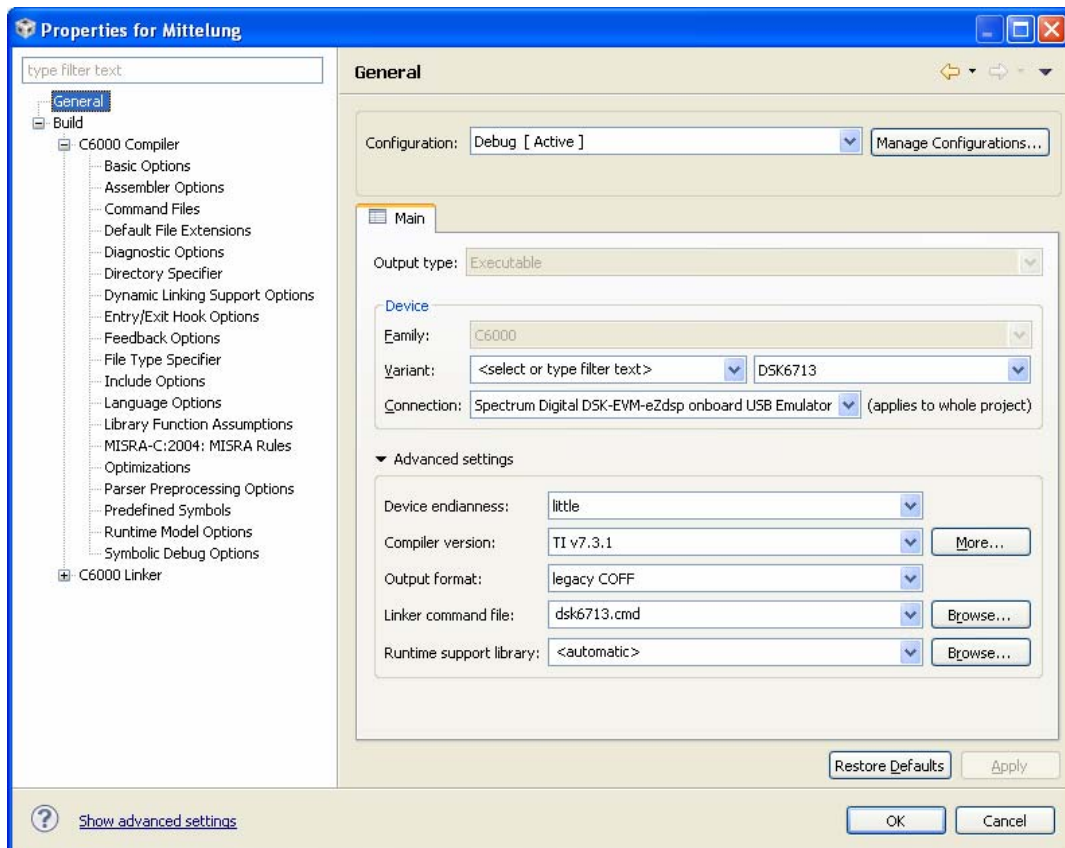 Properties for Mittelung
type filter text
General
Build
C6000 Compiler
Basic Options
Assembler Options
Command Files
Default File Extensions
Diagnostic Options
Directory Specifier
Dynamic Linking Support Options
Entry/Exit Hook Options
Feedback Options
File Type Specifier
Include Options
Language Options
Library Function Assumptions
MISRA-C:2004: MISRA Rules
Optimizations
Parser Preprocessing Options
Predefined Symbols
Runtime Model Options
Symbolic Debug Options
C6000 Linker
General
Configuration: Debug [ Active ] Manage Configurations...
Main
Output type: Executable
Device
Family: C6000
Variant: <select or type filter text> DSK6713
Connection: Spectrum Digital DSK-EVM-eZdsp onboard USB Emulator (applies to whole project)
Advanced settings
Device endianness: little
Compiler version: TI v7.3.1 More...
Output format: legacy COFF
Linker command file: dsk6713.cmd Browse...
Runtime support library: <automatic> Browse...
Restore Defaults Apply
? Show advanced settings OK Cancel